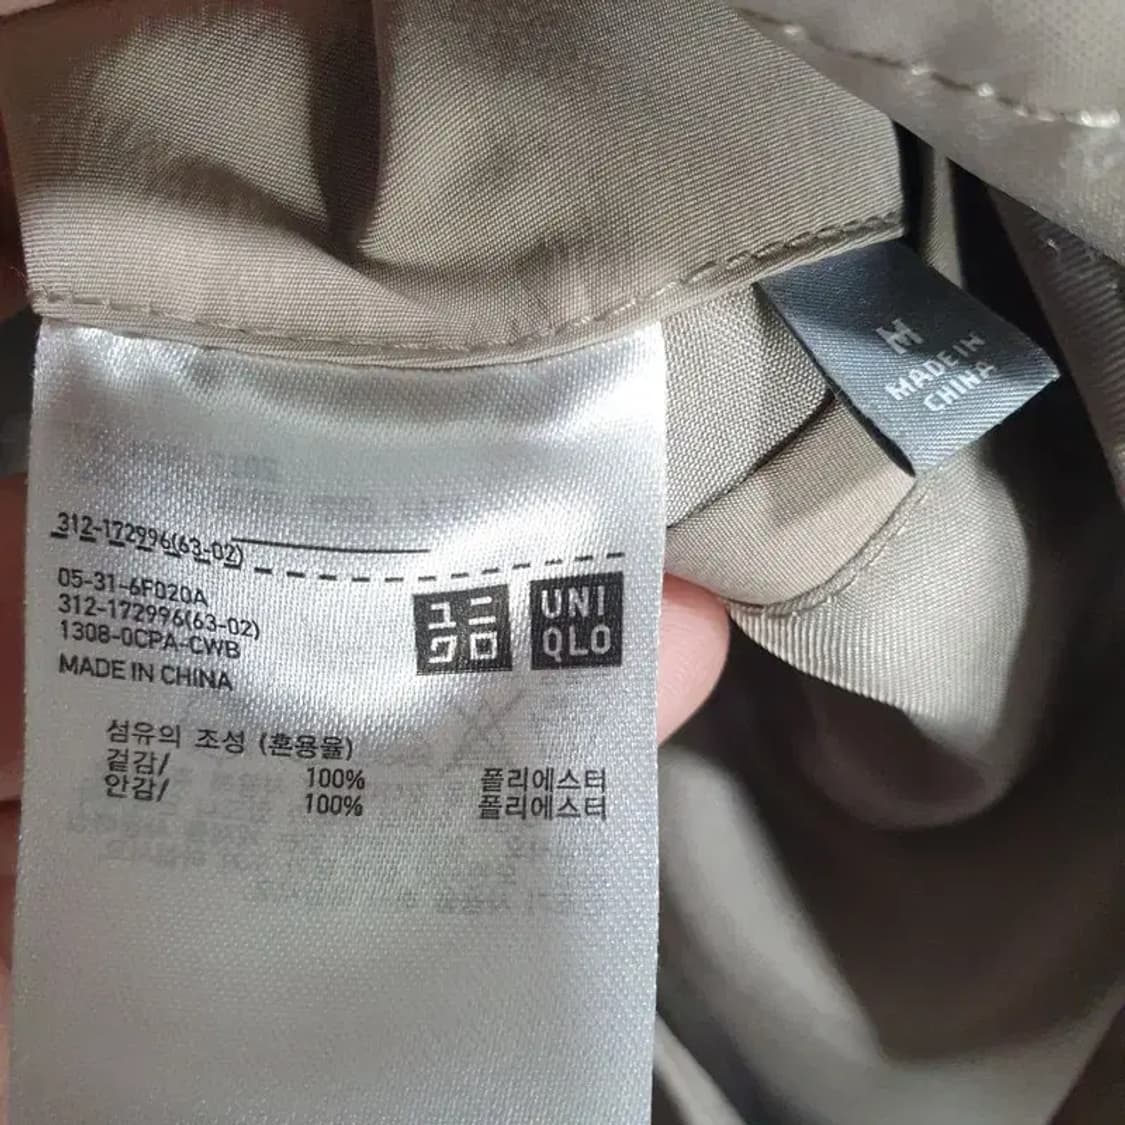 M
MADE IN
CHINA
312-172996(63-02)
05-31-6F020A
312-172996(63-02)
1308-0CPA-CWB
MADE IN CHINA
ユニ
クロ
UNI
QLO
섬유의 조성 (혼용율)
겉감/ 100% 폴리에스터
안감/ 100% 폴리에스터